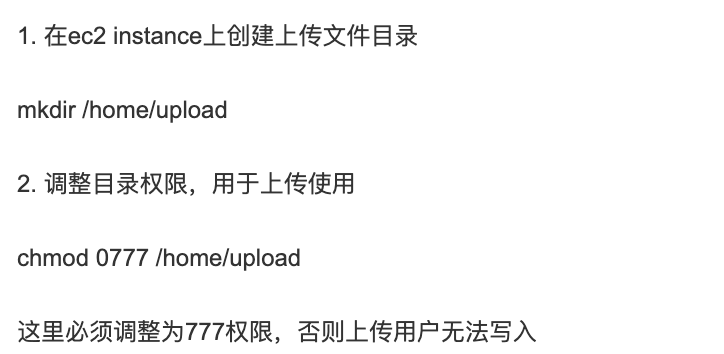 1. 在ec2 instance上创建上传文件目录
mkdir /home/upload
2. 调整目录权限，用于上传使用
chmod 0777 /home/upload
这里必须调整为777权限，否则上传用户无法写入